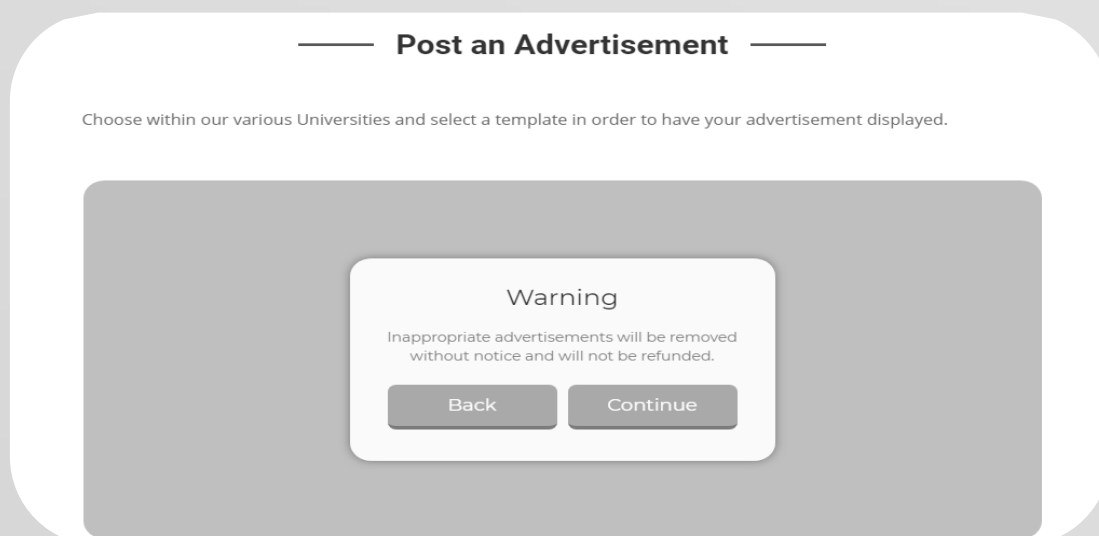 Post an Advertisement
Choose within our various Universities and select a template in order to have your advertisement displayed.
Warning
Inappropriate advertisements will be removed
without notice and will not be refunded.
Back
Continue